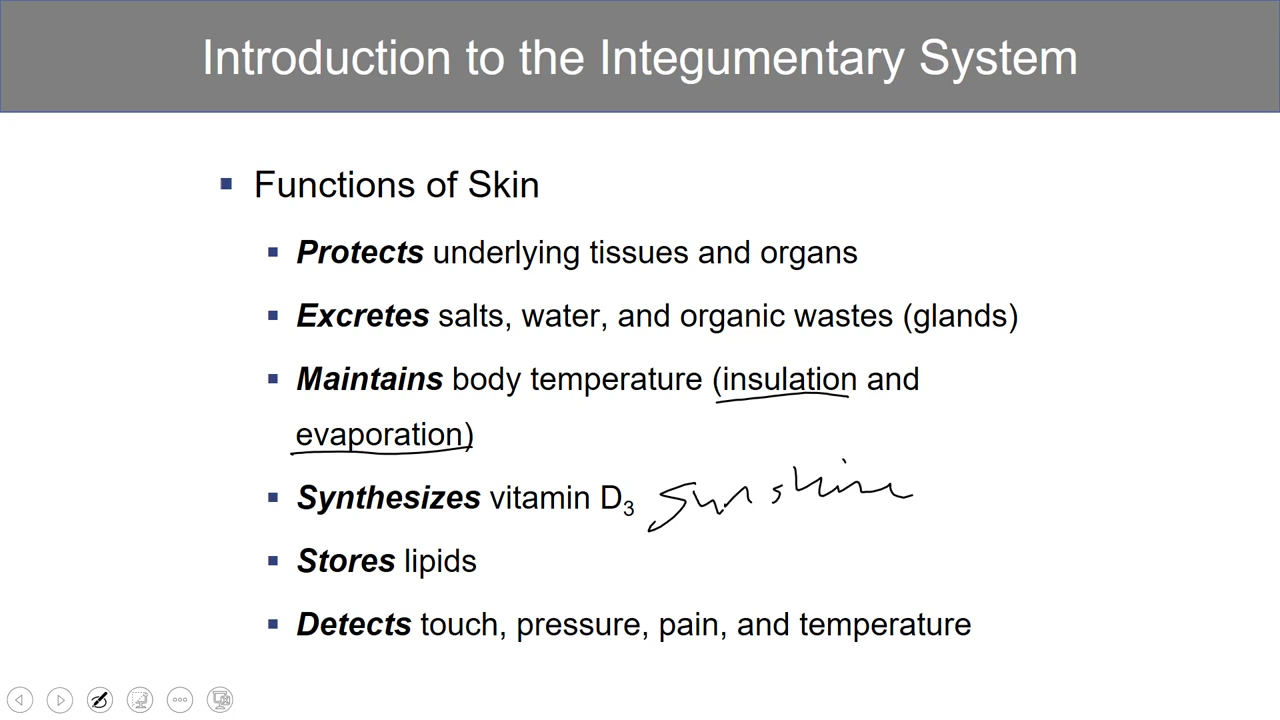 Introduction to the Integumentary System
▪ Functions of Skin
▪ Protects underlying tissues and organs
▪ Excretes salts, water, and organic wastes (glands)
▪ Maintains body temperature (insulation and
evaporation)
▪ Synthesizes vitamin D₃ sunshine
▪ Stores lipids
▪ Detects touch, pressure, pain, and temperature